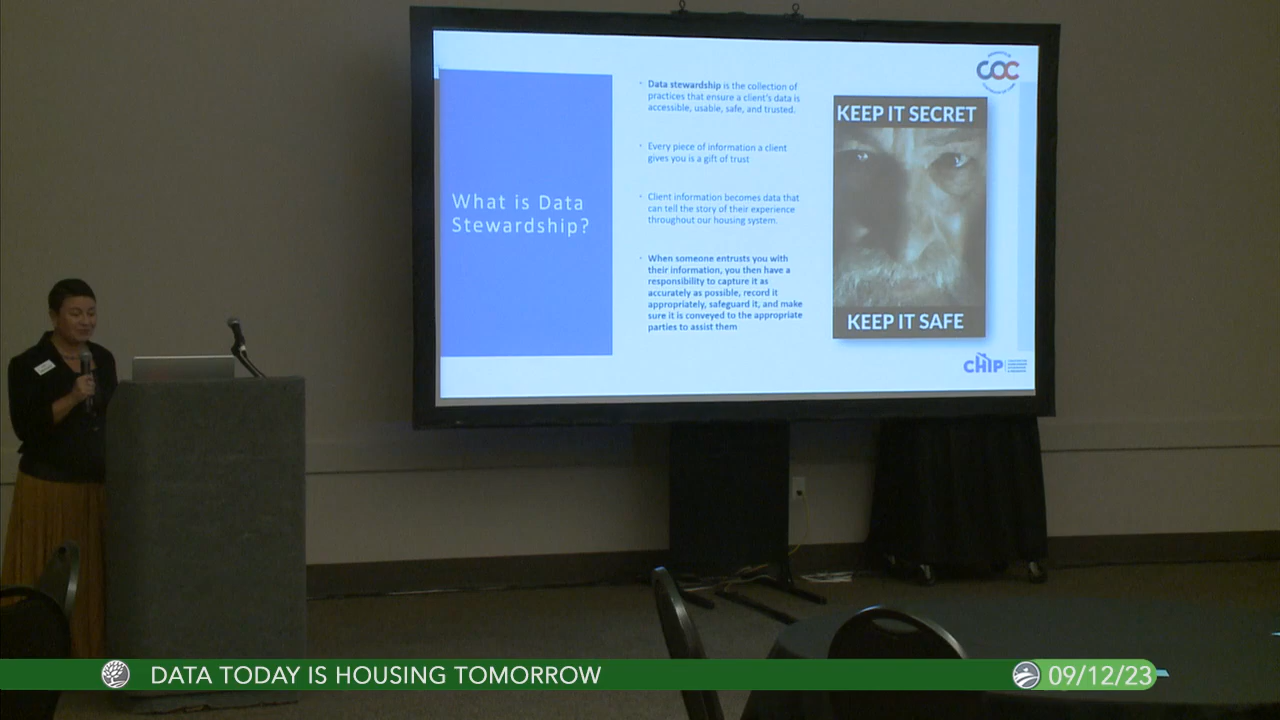 What is Data
Stewardship?
Data stewardship is the collection of
practices that ensure a client's data is
accessible, usable, safe, and trusted.
Every piece of information a client
gives you is a gift of trust
Client information becomes data that
can tell the story of their experience
throughout our housing system.
When someone entrusts you with
their information, you then have a
responsibility to capture it as
accurately as possible, record it
appropriately, safeguard it, and make
sure it is conveyed to the appropriate
parties to assist them
COC
KEEP IT SECRET
KEEP IT SAFE
CHIP
DATA TODAY IS HOUSING TOMORROW
09/12/23